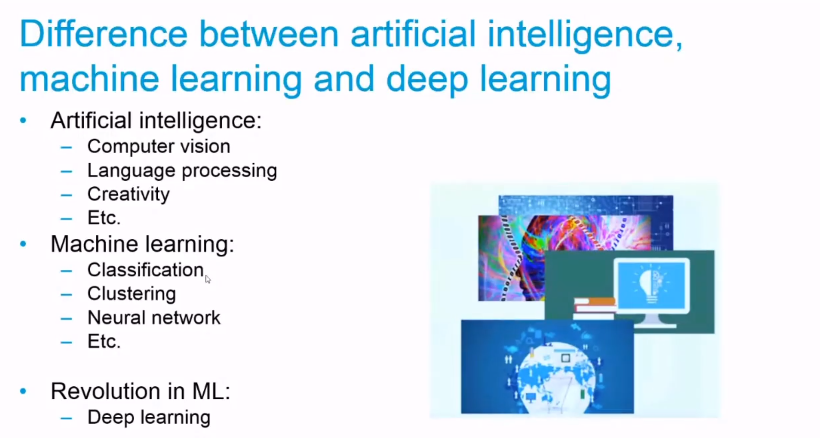 Difference between artificial intelligence,
machine learning and deep learning
• Artificial intelligence:
– Computer vision
– Language processing
– Creativity
– Etc.
• Machine learning:
– Classification
– Clustering
– Neural network
– Etc.
• Revolution in ML:
– Deep learning